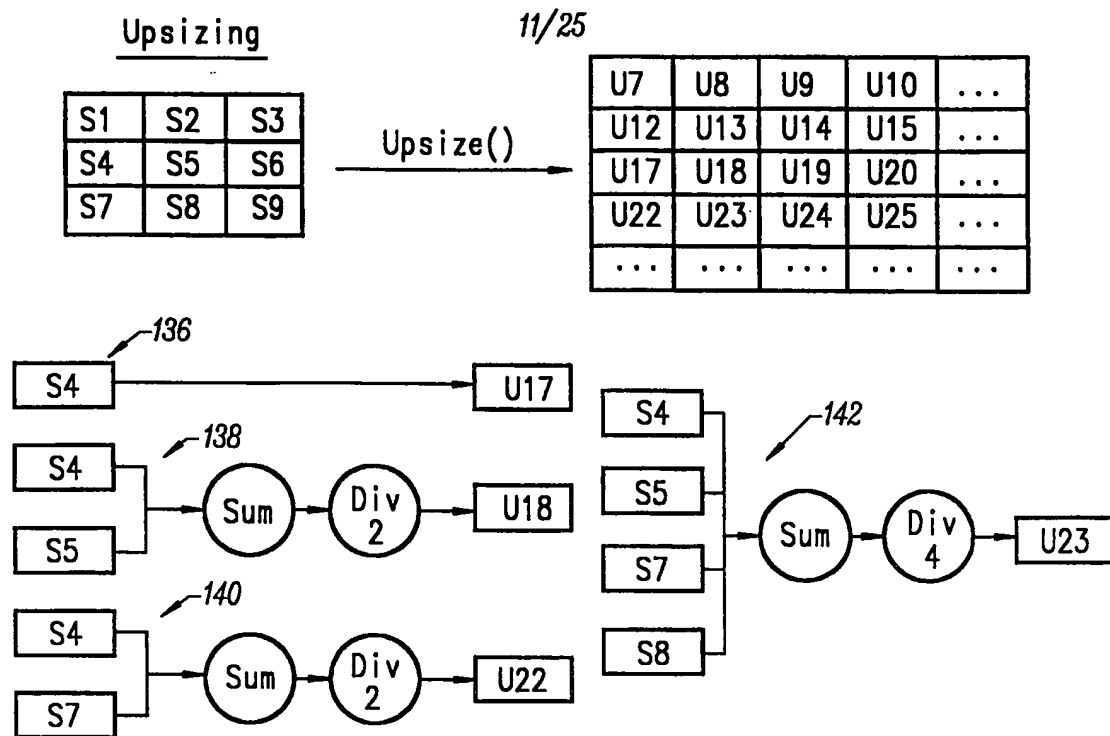 Upsizing
11/25
S1 S2 S3
S4 S5 S6
S7 S8 S9
Upsize()
U7 U8 U9 U10 ...
U12 U13 U14 U15 ...
U17 U18 U19 U20 ...
U22 U23 U24 U25 ...
... ... ... ... ...
136
S4
U17
138
S4
S5
Sum
Div
2
U18
140
S4
S7
Sum
Div
2
U22
142
S4
S5
S7
S8
Sum
Div
4
U23